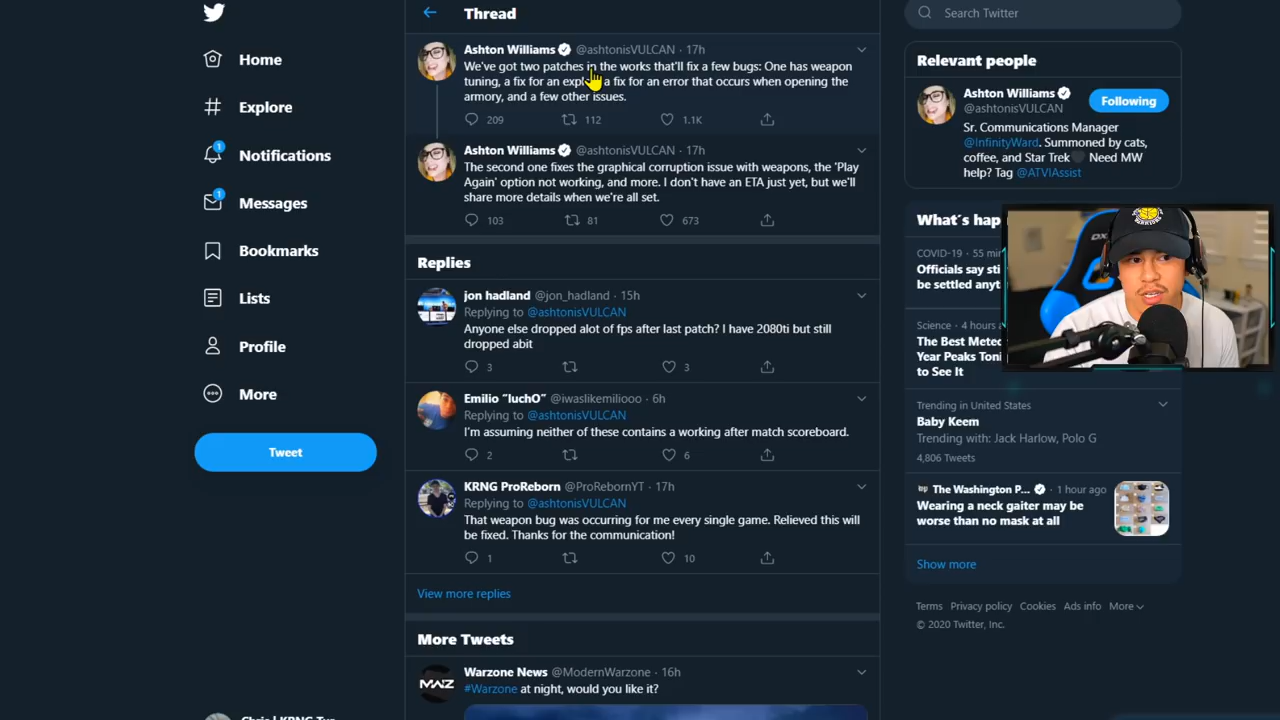 Thread
Search Twitter
Home
Explore
1
Notifications
1
Messages
Bookmarks
Lists
Profile
More
Tweet
Ashton Williams @ashtonisVULCAN · 17h
We've got two patches in the works that'll fix a few bugs: One has weapon
tuning, a fix for an a fix for an error that occurs when opening the
armory, and a few other issues.
209 112 1.1K
Ashton Williams @ashtonisVULCAN · 17h
The second one fixes the graphical corruption issue with weapons, the 'Play
Again' option not working, and more. I don't have an ETA just yet, but we'll
share more details when we're all set.
103 81 673
Replies
jon hadland @jon_hadland · 15h
Replying to @ashtonisVULCAN
Anyone else dropped alot of fps after last patch? I have 2080ti but still
dropped abit
3 3
Emilio "luchO" @iwaslikemiliooo · 6h
Replying to @ashtonisVULCAN
I'm assuming neither of these contains a working after match scoreboard.
2 6
KRNG ProReborn @ProRebornYT · 17h
Replying to @ashtonisVULCAN
That weapon bug was occurring for me every single game. Relieved this will
be fixed. Thanks for the communication!
1 10
View more replies
More Tweets
Warzone News @ModernWarzone · 16h
#Warzone at night, would you like it?
Relevant people
Ashton Williams
@ashtonisVULCAN
Following
Sr. Communications Manager
@InfinityWard. Summoned by cats,
coffee, and Star Trek🖤 Need MW
help? Tag @ATVIAssist
What's
COVID-19 · 55
Officials say
be settled
Science · 4 hours
The Best
Year Peaks
to See It
Trending in United States
Baby Keem
Trending with: Jack Harlow, Polo G
4,806 Tweets
The Washington P... · 1 hour ago
Wearing a neck gaiter may be
worse than no mask at all
Show more
Terms Privacy policy Cookies Ads info More
© 2020 Twitter, Inc.